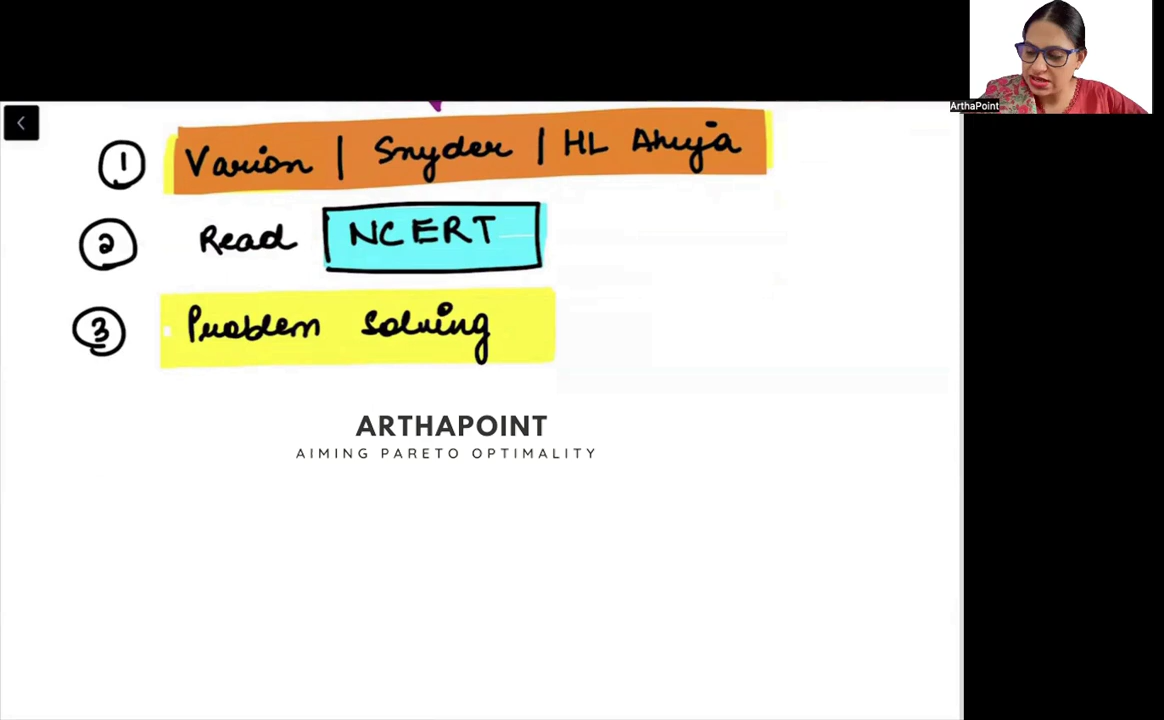 ArthaPoint
① Varian | Snyder | HL Ahuja
② Read NCERT
③ Problem solving
ARTHAPOINT
AIMING PARETO OPTIMALITY